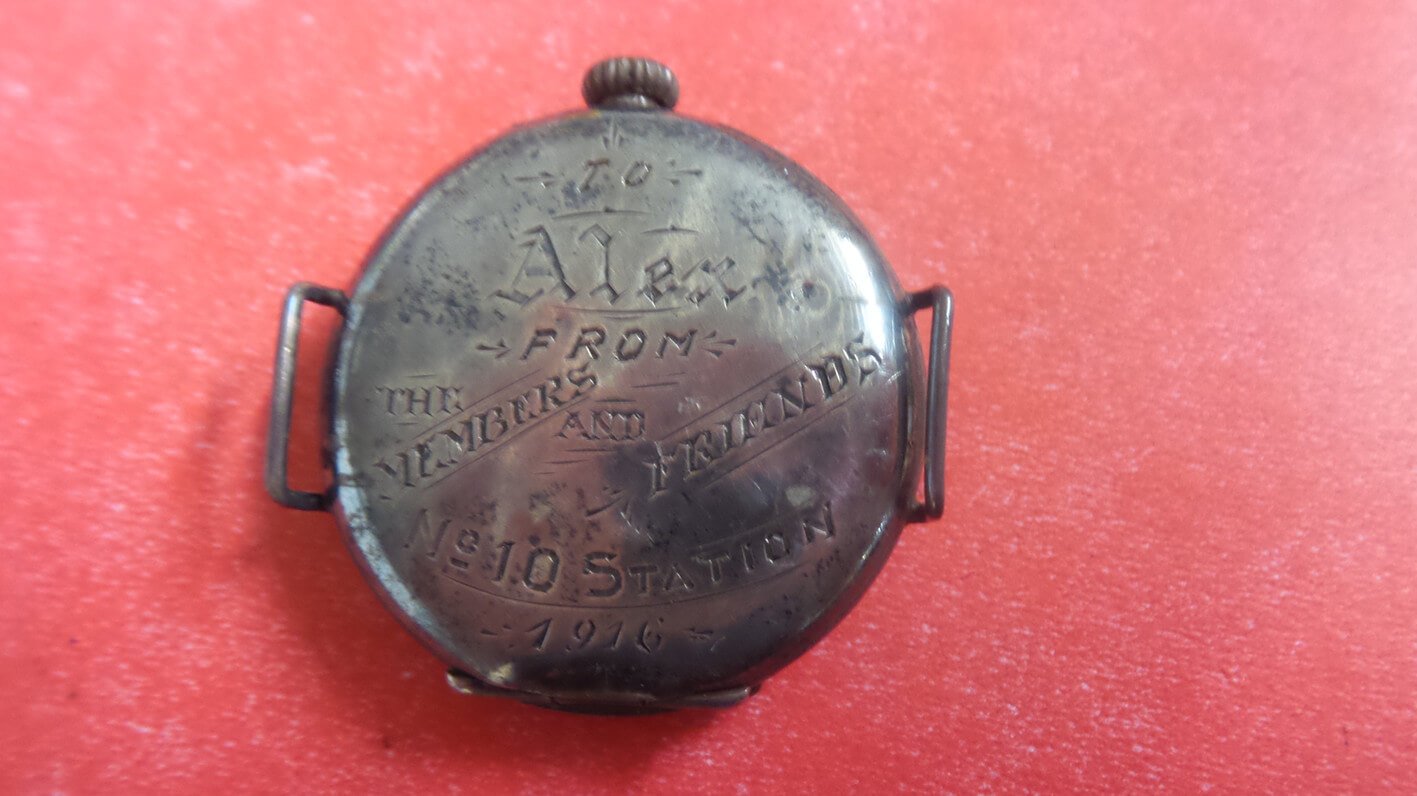 TO
Alex
FROM
THE
MEMBERS
AND
FRIENDS
No 10 STATION
1916